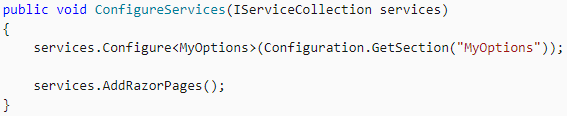 public void ConfigureServices(IServiceCollection services)
{
    services.Configure<MyOptions>(Configuration.GetSection("MyOptions"));
    services.AddRazorPages();
}